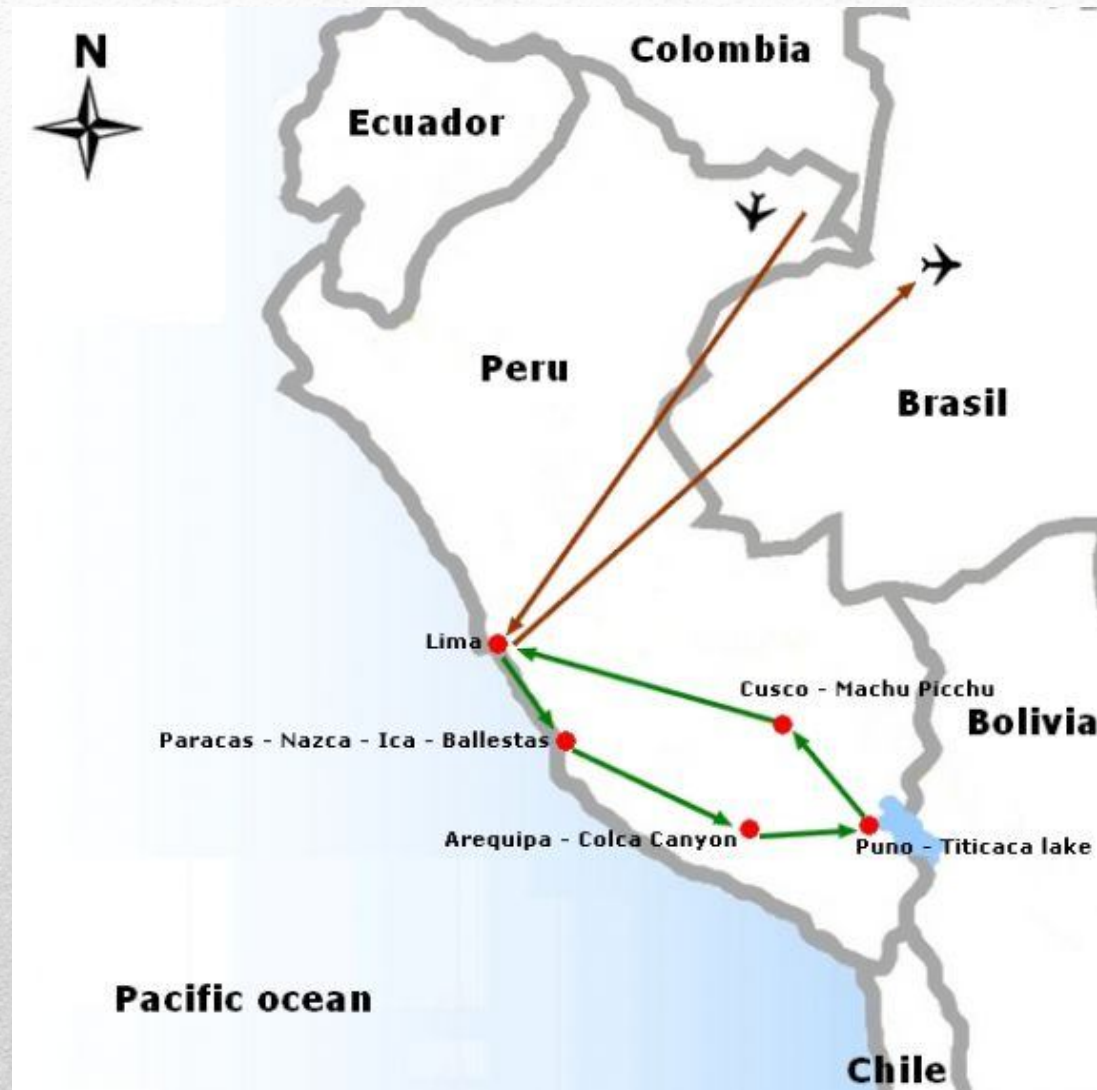 N
Colombia
Ecuador
Peru
Brasil
Lima
Cusco - Machu Picchu
Bolivia
Paracas - Nazca - Ica - Ballestas
Arequipa - Colca Canyon
Puno - Titicaca lake
Pacific ocean
Chile